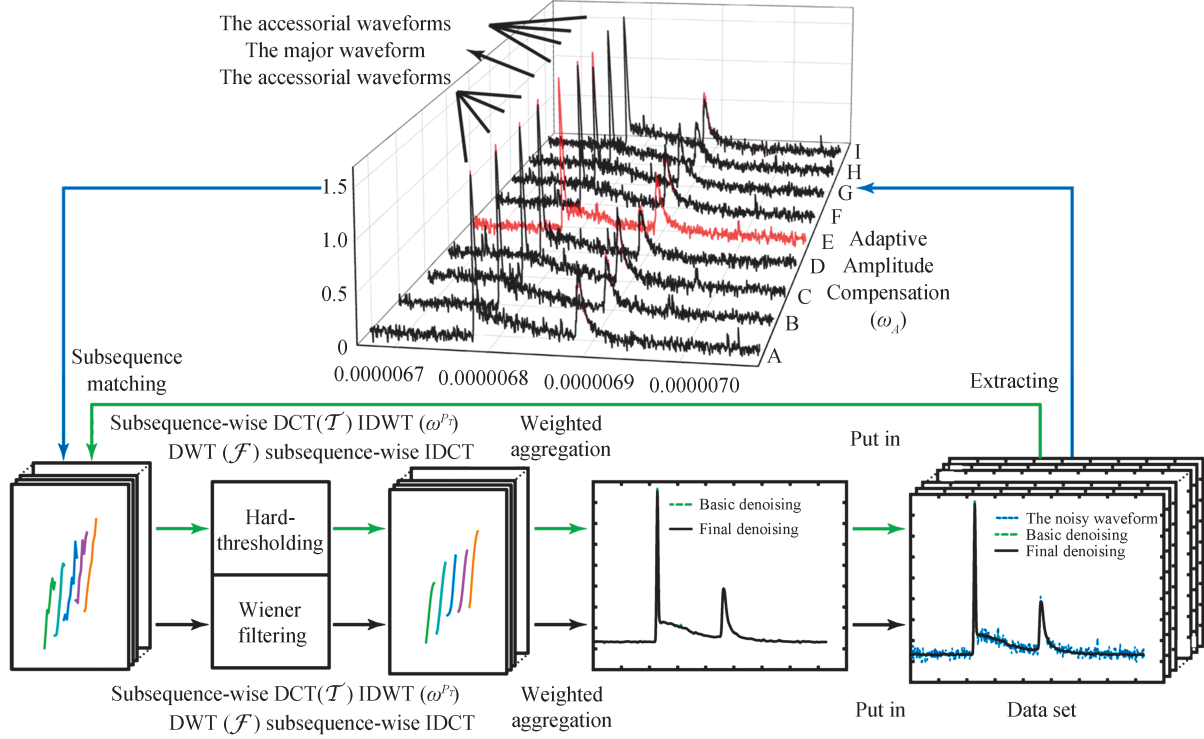 The accessorial waveforms
The major waveform
The accessorial waveforms
1.5
1.0
0.5
0
0.0000067
0.0000068
0.0000069
0.0000070
I
H
G
F
E
D
C
B
A
Adaptive
Amplitude
Compensation
(ω_A)
Subsequence
matching
Extracting
Subsequence-wise DCT(𝒯) IDWT (ω^{P_T})
DWT (ℱ) subsequence-wise IDCT
Weighted
aggregation
Put in
Hard-
thresholding
Wiener
filtering
Basic denoising
Final denoising
The noisy waveform
Basic denoising
Final denoising
Subsequence-wise DCT(𝒯) IDWT (ω^{P_T})
DWT (ℱ) subsequence-wise IDCT
Weighted
aggregation
Put in
Data set